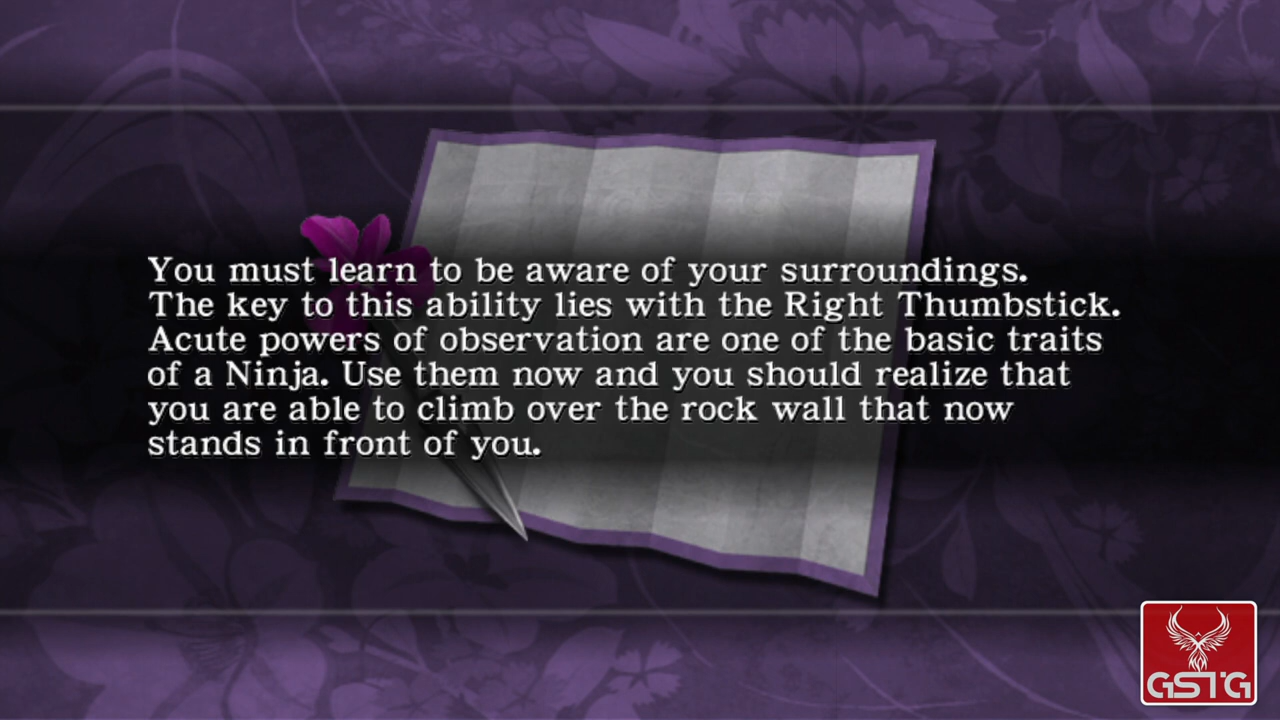 You must learn to be aware of your surroundings.
The key to this ability lies with the Right Thumbstick.
Acute powers of observation are one of the basic traits
of a Ninja. Use them now and you should realize that
you are able to climb over the rock wall that now
stands in front of you.
GSTG